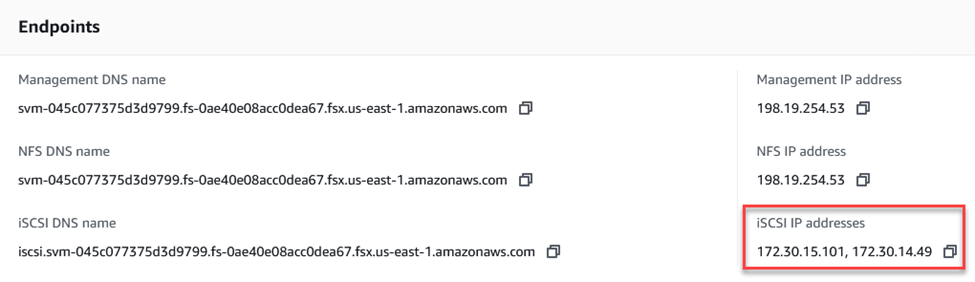 Endpoints
Management DNS name
svm-045c077375d3d9799.fs-0ae40e08acc0dea67.fsx.us-east-1.amazonaws.com
Management IP address
198.19.254.53
NFS DNS name
svm-045c077375d3d9799.fs-0ae40e08acc0dea67.fsx.us-east-1.amazonaws.com
NFS IP address
198.19.254.53
iSCSI DNS name
iscsi.svm-045c077375d3d9799.fs-0ae40e08acc0dea67.fsx.us-east-1.amazonaws.com
iSCSI IP addresses
172.30.15.101, 172.30.14.49